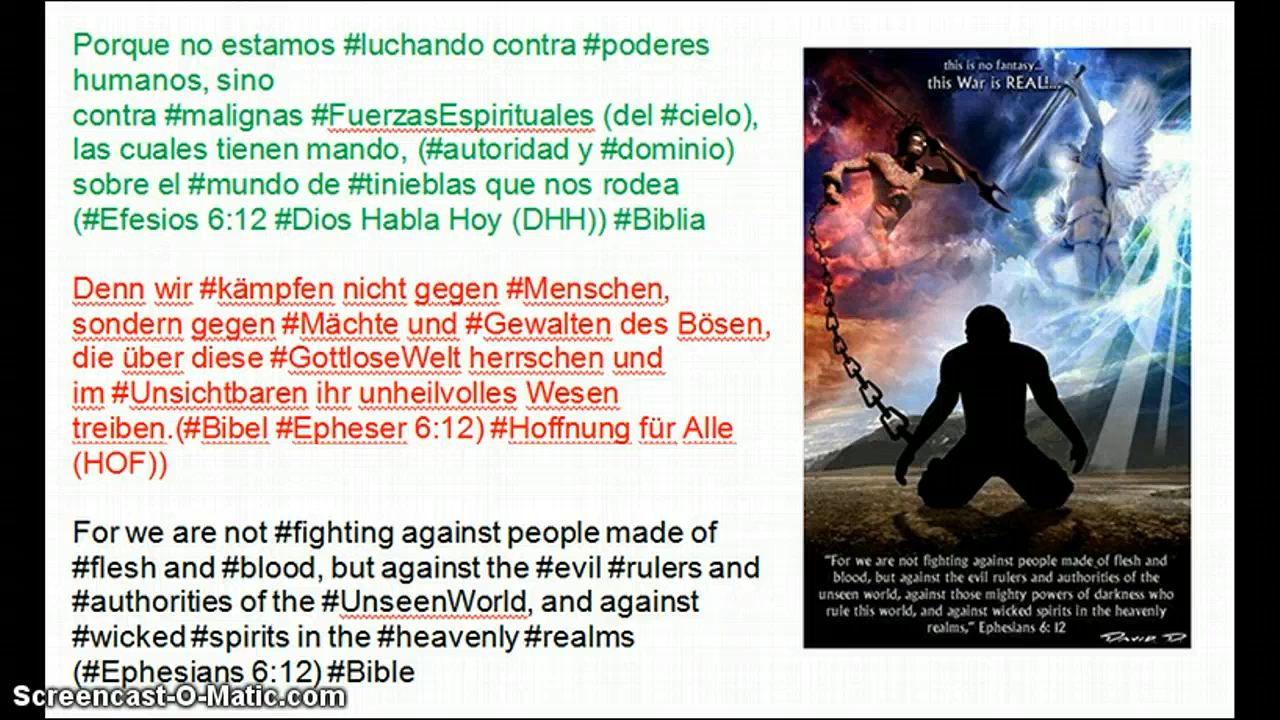 Porque no estamos #luchando contra #poderes
humanos, sino
contra #malignas #FuerzasEspirituales (del #cielo),
las cuales tienen mando, (#autoridad y #dominio)
sobre el #mundo de #tinieblas que nos rodea
(#Efesios 6:12 #Dios Habla Hoy (DHH)) #Biblia
Denn wir #kämpfen nicht gegen #Menschen,
sondern gegen #Mächte und #Gewalten des Bösen,
die über diese #GottloseWelt herrschen und
im #Unsichtbaren ihr unheilvolles Wesen
treiben.(#Bibel #Epheser 6:12) #Hoffnung für Alle
(HOF))
For we are not #fighting against people made of
#flesh and #blood, but against the #evil #rulers and
#authorities of the #UnseenWorld, and against
#wicked #spirits in the #heavenly #realms
(#Ephesians 6:12) #Bible
this is no fantasy...
this War is REAL!...
"For we are not fighting against people made of flesh and
blood, but against the evil rulers and authorities of the
unseen world, against those mighty powers of darkness who
rule this world, and against wicked spirits in the heavenly
realms," Ephesians 6: 12
DAVID D.
Screencast-O-Matic.com